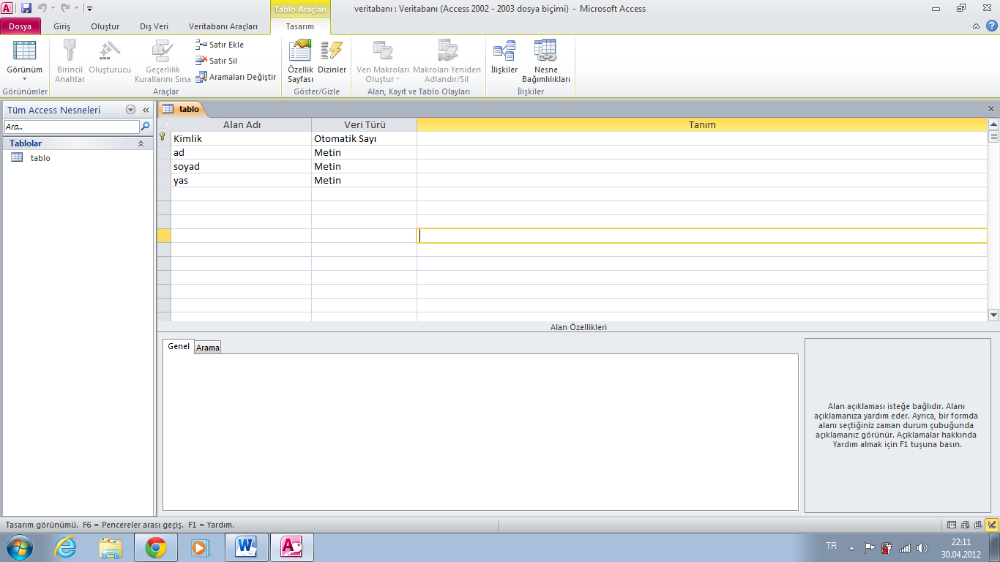 Tablo Araçları
veritabanı : Veritabanı (Access 2002 - 2003 dosya biçimi) - Microsoft Access
Dosya Giriş Oluştur Dış Veri Veritabanı Araçları Tasarım
Görünüm
Birincil Anahtar
Oluşturucu
Geçerlilik Kurallarını Sına
Satır Ekle
Satır Sil
Aramaları Değiştir
Özellik Sayfası
Dizinler
Veri Makroları Oluştur
Makroları Yeniden Adlandır/Sil
İlişkiler
Nesne Bağımlılıkları
Görünümler Araçlar Göster/Gizle Alan, Kayıt ve Tablo Olayları İlişkiler
Tüm Access Nesneleri
Ara...
Tablolar
tablo
tablo
Alan Adı Veri Türü Tanım
Kimlik Otomatik Sayı
ad Metin
soyad Metin
yas Metin
Alan Özellikleri
Genel Arama
Alan açıklaması isteğe bağlıdır. Alanı
açıklamanıza yardım eder. Ayrıca, bir formda
alanı seçtiğiniz zaman durum çubuğunda
açıklamanız görünür. Açıklamalar hakkında
Yardım almak için F1 tuşuna basın.
Tasarım görünümü. F6 = Pencereler arası geçiş. F1 = Yardım.
TR
22:11
30.04.2012